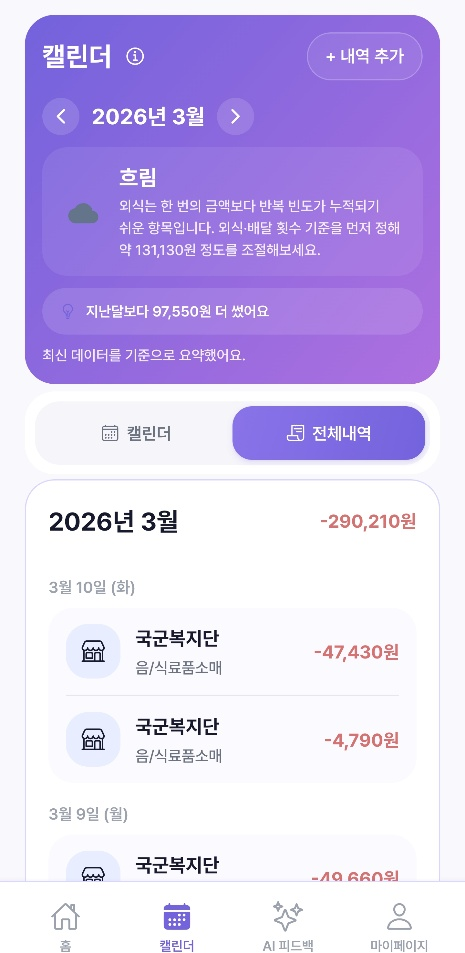 캘린더
+ 내역 추가
2026년 3월
흐림
외식는 한 번의 금액보다 반복 빈도가 누적되기
쉬운 항목입니다. 외식·배달 횟수 기준을 먼저 정해
약 131,130원 정도를 조절해보세요.
지난달보다 97,550원 더 썼어요
최신 데이터를 기준으로 요약했어요.
캘린더
전체내역
2026년 3월
-290,210원
3월 10일 (화)
국군복지단
-47,430원
음/식료품소매
국군복지단
-4,790원
음/식료품소매
3월 9일 (월)
국군복지단
-49,660원
홈
캘린더
AI 피드백
마이페이지